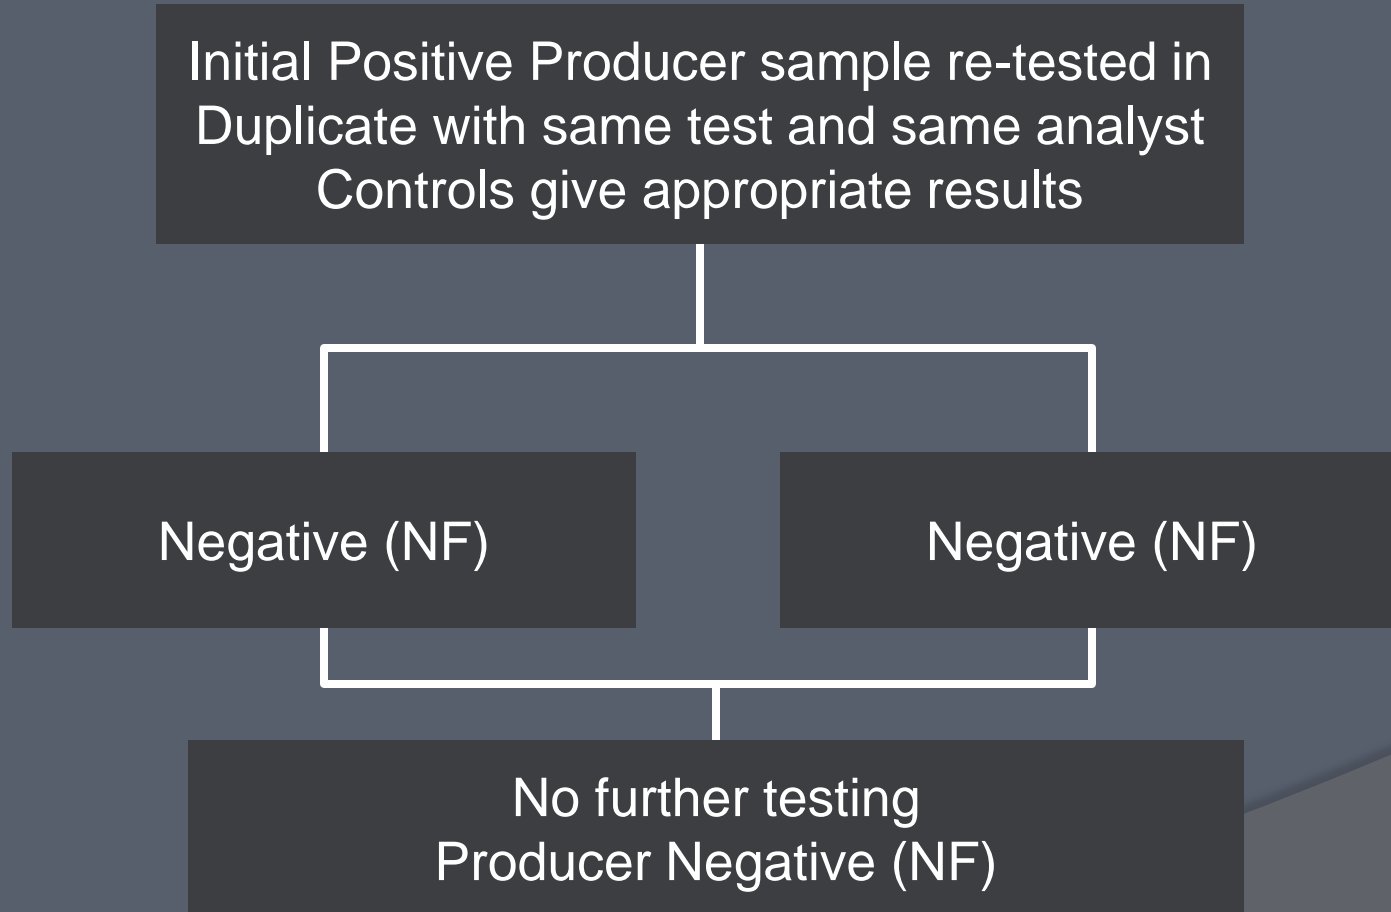 Initial Positive Producer sample re-tested in
Duplicate with same test and same analyst
Controls give appropriate results
Negative (NF)
Negative (NF)
No further testing
Producer Negative (NF)